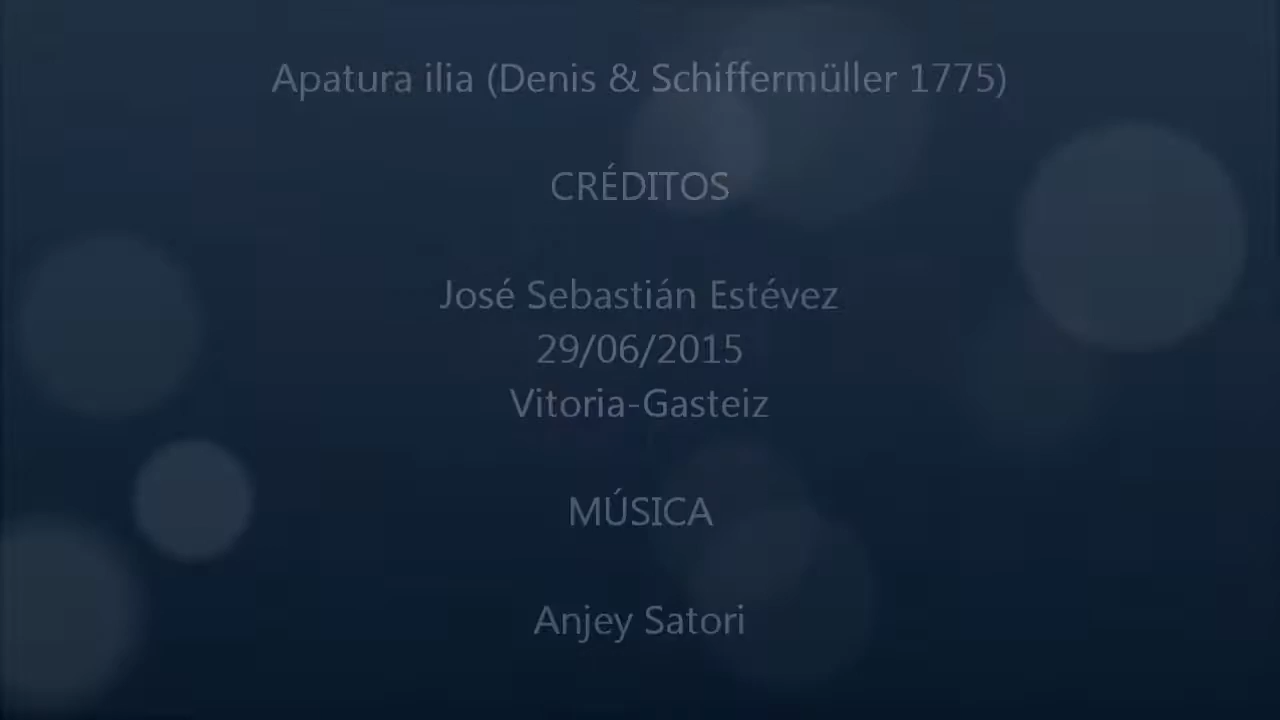 Apatura ilia (Denis & Schiffermüller 1775)
CRÉDITOS
José Sebastián Estévez
29/06/2015
Vitoria-Gasteiz
MÚSICA
Anjey Satori